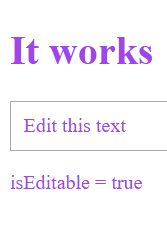 It works
Edit this text
isEditable = true